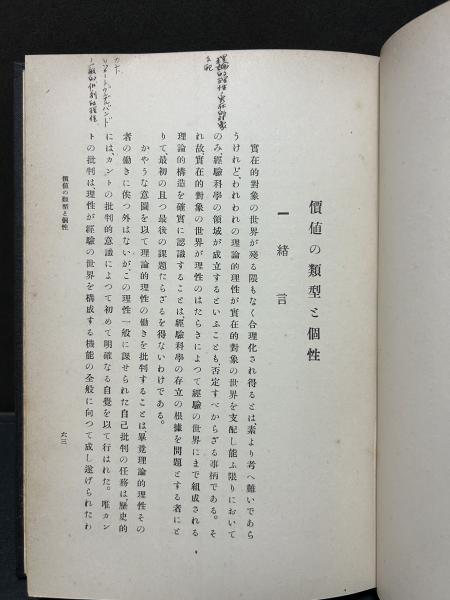 價値の類型と個性
一 緖言
實在的對象の世界が殘る隅もなく合理化され得るとは、素より考へ難いであら
うけれど、われわれの理論的理性が實在的對象の世界を支配し能ふ限りにおいて
のみ、經驗科學の領域が成立するといふことも、否定すべからざる事柄である。そ
れ故實在的對象の世界が理性のはたらきによつて經驗の世界にまで組成される
理論的構造を確實に認識することは、經驗科學の存立の根據を問題とする者にと
りて、最初の且つ最後の課題たらざるを得ないわけである。
かやうな意圖を以て理論的理性の働きを批判することは、畢竟理論的理性その
者の働きに俟つ外はないが、この理性一般に課せられた自己批判の任務は、歷史的
には、カントの批判的意識によつて初めて明確なる自覺を以て行はれた。唯カン
トの批判は、理性が經驗の世界を構成する機能の全般に向つて成し遂げられたわ
價値の類型と個性
六三
カント